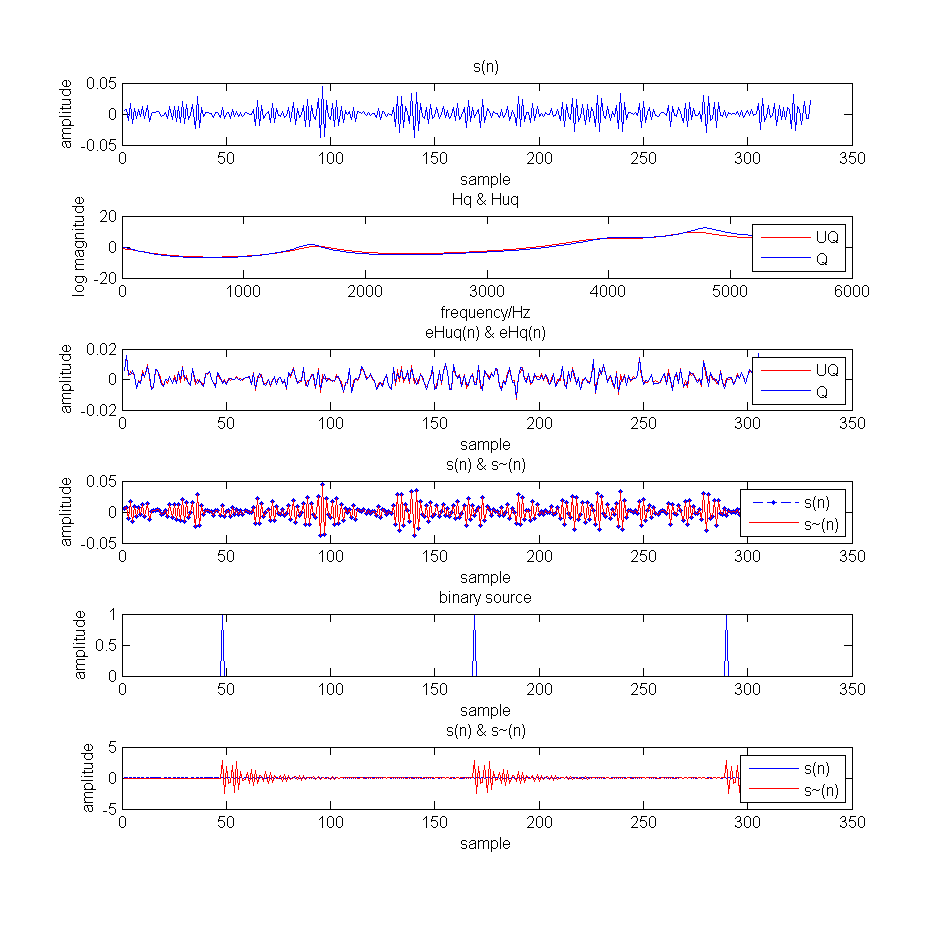 s(n)
amplitude
0.05
0
-0.05
0 50 100 150 200 250 300 350
sample
Hq & Huq
log magnitude
20
0
-20
UQ
Q
0 1000 2000 3000 4000 5000 6000
frequency/Hz
eHuq(n) & eHq(n)
amplitude
0.02
0
-0.02
UQ
Q
0 50 100 150 200 250 300 350
sample
s(n) & s~(n)
amplitude
0.05
0
-0.05
s(n)
s~(n)
0 50 100 150 200 250 300 350
sample
binary source
amplitude
1
0.5
0
0 50 100 150 200 250 300 350
sample
s(n) & s~(n)
amplitude
5
0
-5
s(n)
s~(n)
0 50 100 150 200 250 300 350
sample